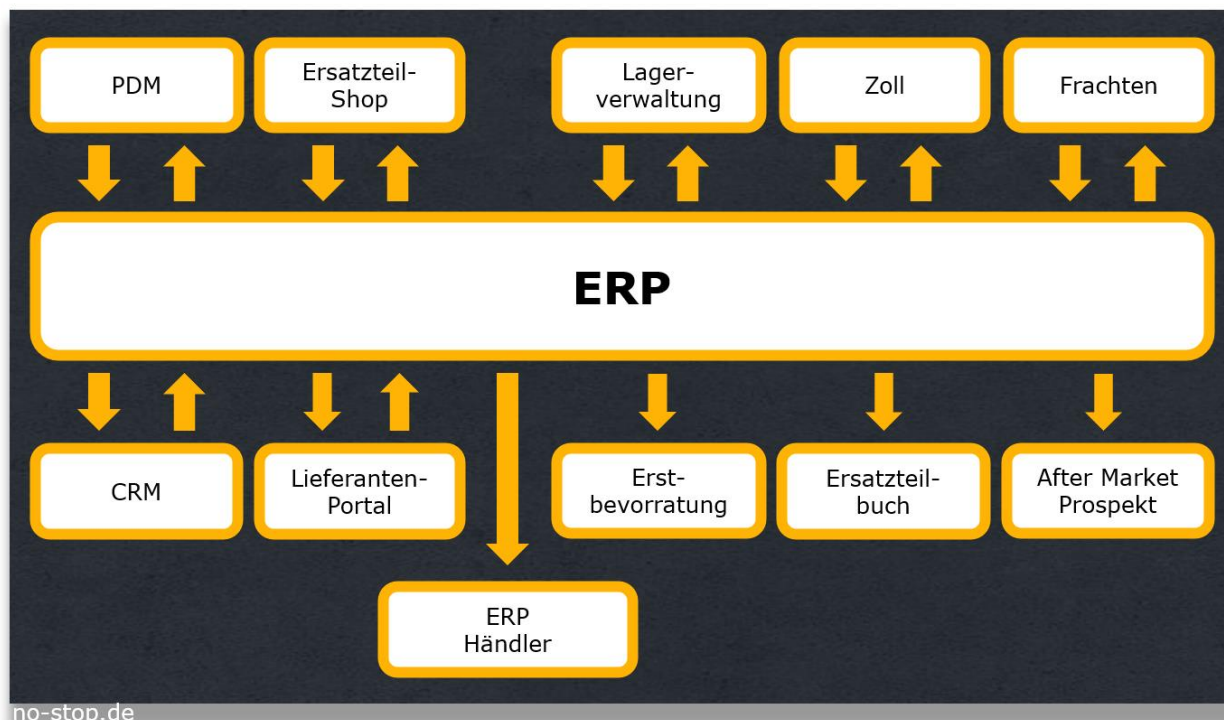 PDM
Ersatzteil-
Shop
Lager-
verwaltung
Zoll
Frachten
ERP
CRM
Lieferanten-
Portal
Erst-
bevorratung
Ersatzteil-
buch
After Market
Prospekt
ERP
Händler
no-stop.de